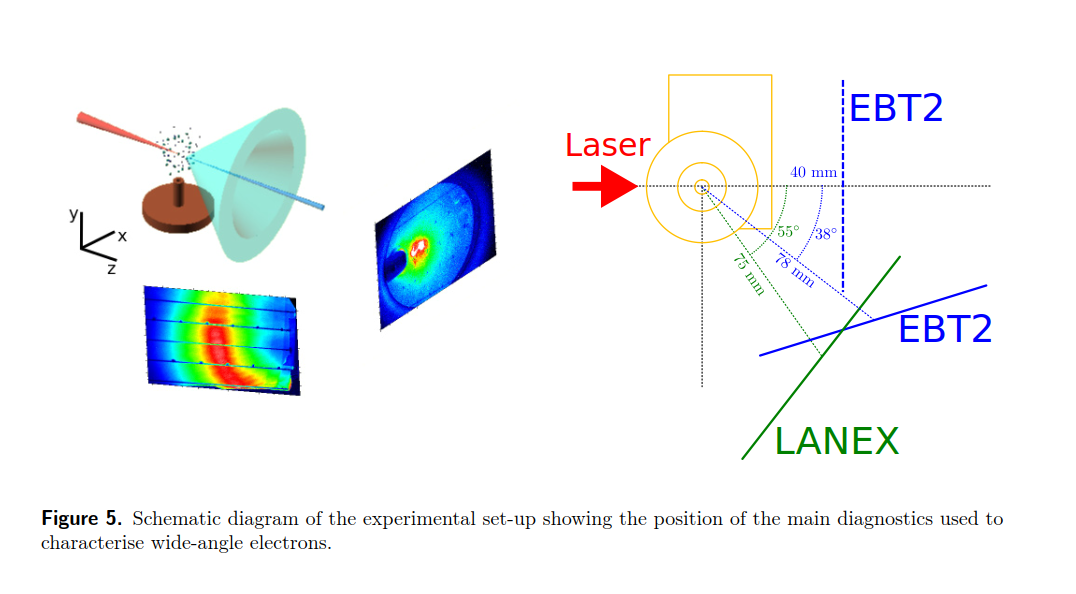 y
x
z
Laser
EBT2
40 mm
55°
38°
75 mm
78 mm
EBT2
LANEX
Figure 5. Schematic diagram of the experimental set-up showing the position of the main diagnostics used to
characterise wide-angle electrons.